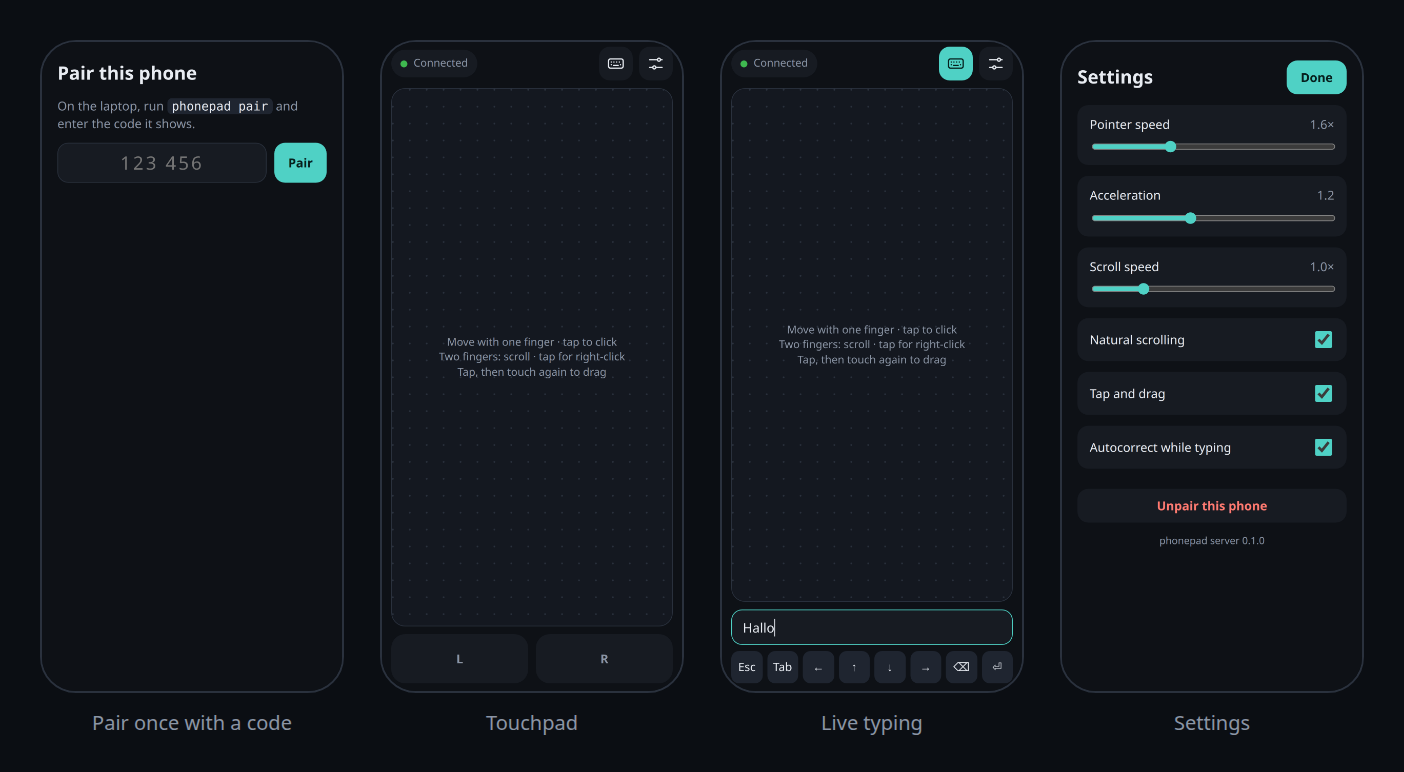 Pair this phone
On the laptop, run phonepad pair and
enter the code it shows.
123 456
Pair
Pair once with a code
Connected
Move with one finger · tap to click
Two fingers: scroll · tap for right-click
Tap, then touch again to drag
L
R
Touchpad
Connected
Move with one finger · tap to click
Two fingers: scroll · tap for right-click
Tap, then touch again to drag
Hallo
Esc Tab ← ↑ ↓ → ⌫ ⏎
Live typing
Settings
Done
Pointer speed 1.6×
Acceleration 1.2
Scroll speed 1.0×
Natural scrolling
Tap and drag
Autocorrect while typing
Unpair this phone
phonepad server 0.1.0
Settings